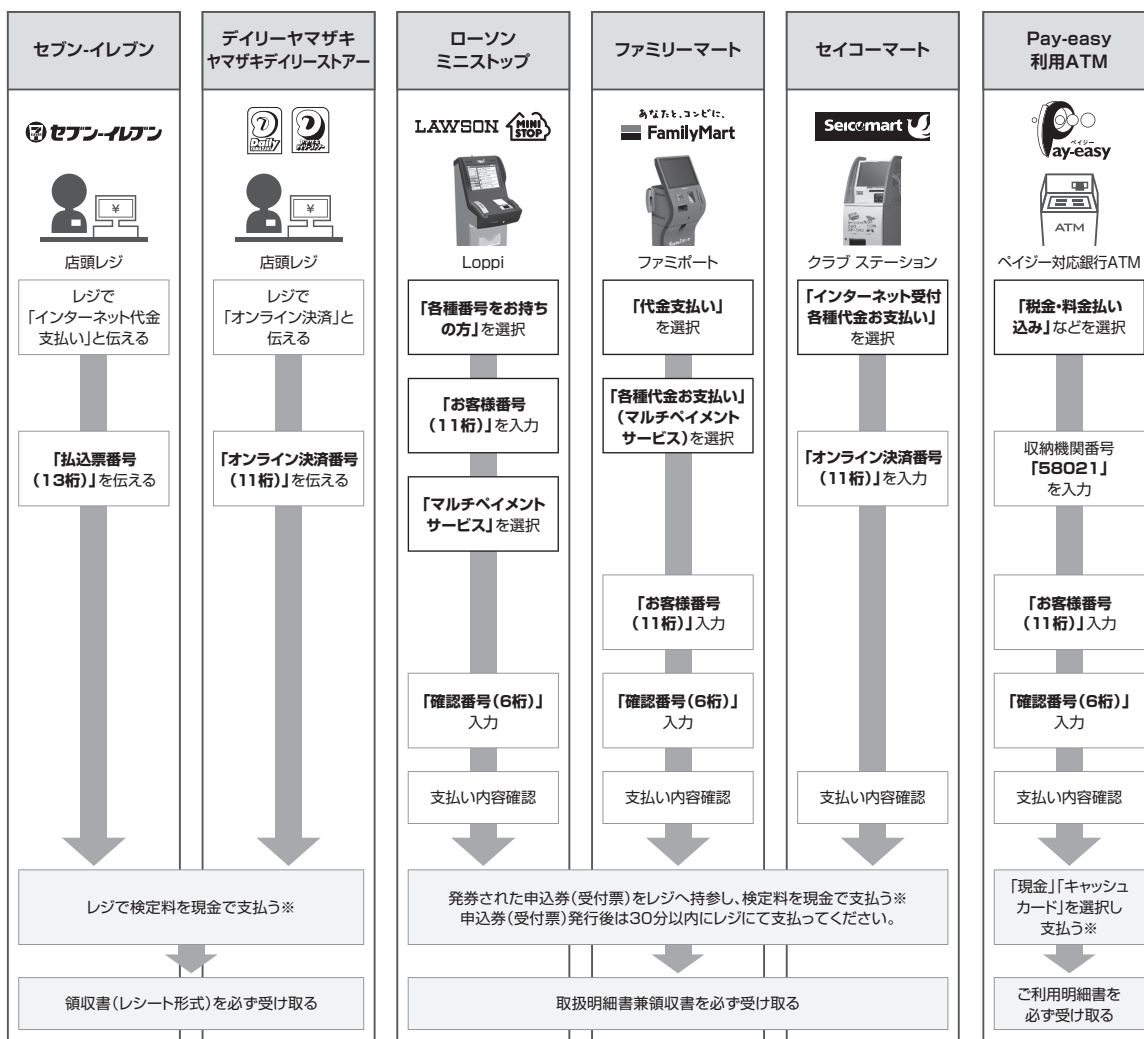 セブン-イレブン
デイリーヤマザキ
ヤマザキデイリーストアー
ローソン
ミニストップ
ファミリーマート
セイコーマート
Pay-easy
利用ATM
セブン-イレブン
Daily
LAWSON
MINI
STOP
あなたと、コンビに、
FamilyMart
Seicomart
ペイジー
Pay-easy
¥
¥
ATM
店頭レジ
店頭レジ
Loppi
ファミポート
クラブ ステーション
ペイジー対応銀行ATM
レジで
「インターネット代金
支払い」と伝える
「払込票番号
(13桁)」を伝える
レジで
「オンライン決済」と
伝える
「オンライン決済番号
(11桁)」を伝える
「各種番号をお持ち
の方」を選択
「お客様番号
(11桁)」を入力
「マルチペイメント
サービス」を選択
「確認番号(6桁)」
入力
支払い内容確認
「代金支払い」
を選択
「各種代金お支払い」
(マルチペイメント
サービス)を選択
「お客様番号
(11桁)」入力
「確認番号(6桁)」
入力
支払い内容確認
「インターネット受付
各種代金お支払い」
を選択
「オンライン決済番号
(11桁)」を入力
支払い内容確認
「税金・料金払い
込み」などを選択
収納機関番号
「58021」
を入力
「お客様番号
(11桁)」入力
「確認番号(6桁)」
入力
支払い内容確認
レジで検定料を現金で支払う※
発券された申込券(受付票)をレジへ持参し、検定料を現金で支払う※
申込券(受付票)発行後は30分以内にレジにて支払ってください。
「現金」「キャッシュ
カード」を選択し
支払う※
領収書(レシート形式)を必ず受け取る
取扱明細書兼領収書を必ず受け取る
ご利用明細書を
必ず受け取る